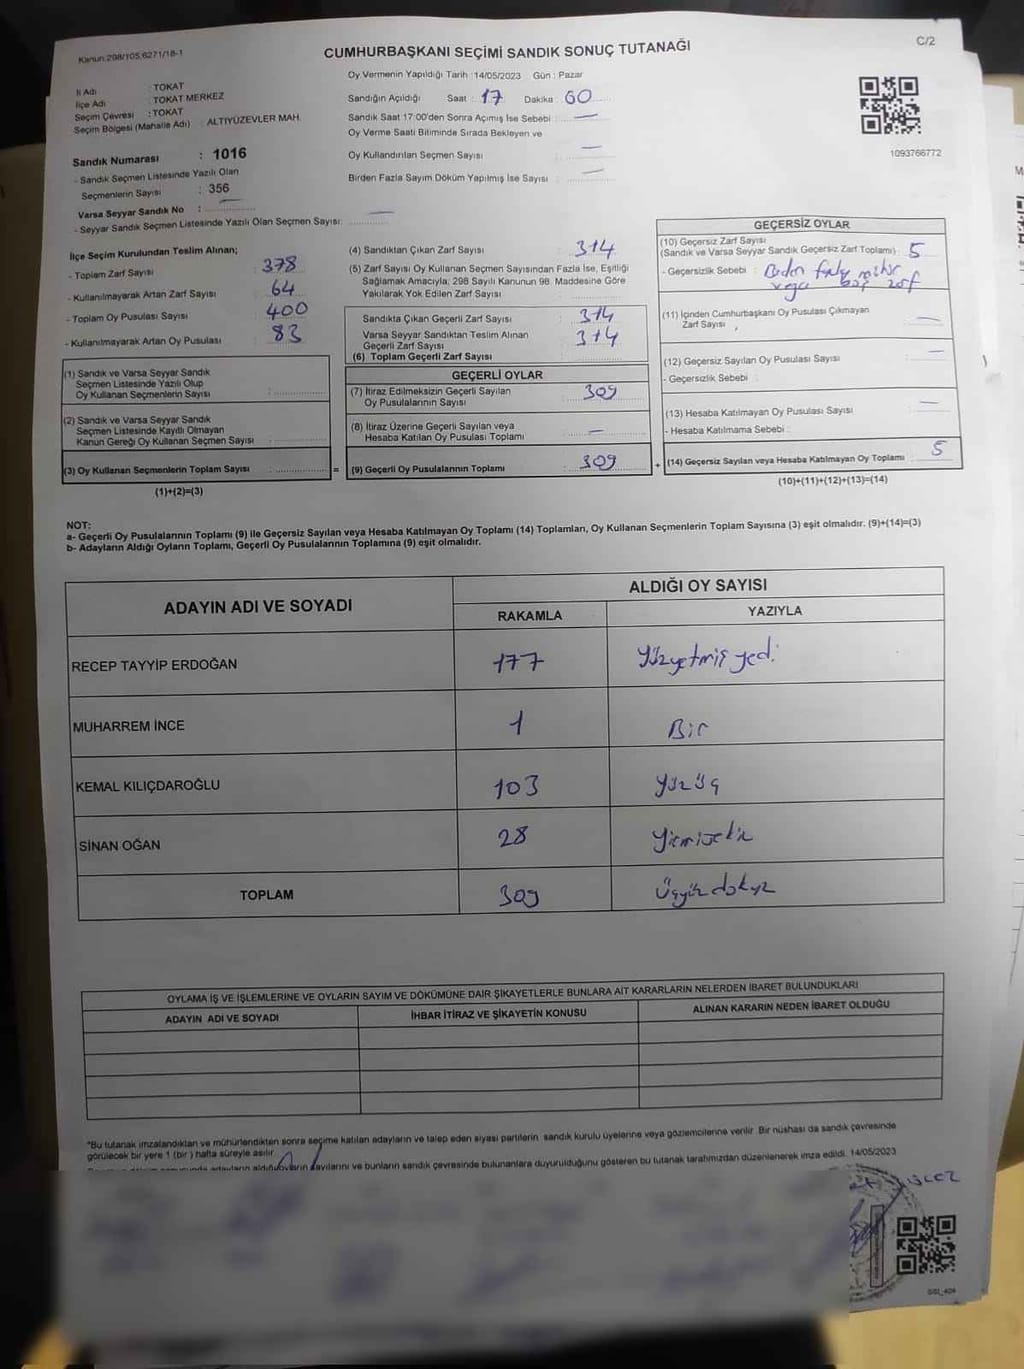 Kanun:298/105,6271/18-1
CUMHURBAŞKANI SEÇİMİ SANDIK SONUÇ TUTANAĞI
C/2
İl Adı : TOKAT
İlçe Adı : TOKAT MERKEZ
Seçim Çevresi : TOKAT
Seçim Bölgesi (Mahalle Adı) : ALTIYÜZEVLER MAH.
Sandık Numarası : 1016
- Sandık Seçmen Listesinde Yazılı Olan
Seçmenlerin Sayısı : 356
Varsa Seyyar Sandık No : —
- Seyyar Sandık Seçmen Listesinde Yazılı Olan Seçmen Sayısı: —
Oy Vermenin Yapıldığı Tarih :14/05/2023 Gün : Pazar
Sandığın Açıldığı Saat : 17 Dakika : 00
Sandık Saat 17:00'den Sonra Açımış İse Sebebi : —
Oy Verme Saati Bitiminde Sırada Bekleyen ve
Oy Kullandırılan Seçmen Sayısı : —
Birden Fazla Sayım Döküm Yapılmış İse Sayısı : —
1093766772
İlçe Seçim Kurulundan Teslim Alınan;
- Toplam Zarf Sayısı : 378
- Kullanılmayarak Artan Zarf Sayısı : 64
- Toplam Oy Pusulası Sayısı : 400
- Kullanılmayarak Artan Oy Pusulası : 83
(1) Sandık ve Varsa Seyyar Sandık
Seçmen Listesinde Yazılı Olup
Oy Kullanan Seçmenlerin Sayısı :
(2) Sandık ve Varsa Seyyar Sandık
Seçmen Listesinde Kayıtlı Olmayan
Kanun Gereği Oy Kullanan Seçmen Sayısı :
(3) Oy Kullanan Seçmenlerin Toplam Sayısı : =
(1)+(2)=(3)
(4) Sandıktan Çıkan Zarf Sayısı : 314
(5) Zarf Sayısı Oy Kullanan Seçmen Sayısından Fazla İse, Eşitliği
Sağlamak Amacıyla; 298 Sayılı Kanunun 98. Maddesine Göre
Yakılarak Yok Edilen Zarf Sayısı
Sandıkta Çıkan Geçerli Zarf Sayısı : 314
Varsa Seyyar Sandıktan Teslim Alınan
Geçerli Zarf Sayısı : 314
(6) Toplam Geçerli Zarf Sayısı
GEÇERLİ OYLAR
(7) İtiraz Edilmeksizin Geçerli Sayılan
Oy Pusulalarının Sayısı : 309
(8) İtiraz Üzerine Geçerli Sayılan veya
Hesaba Katılan Oy Pusulası Toplamı : —
(9) Geçerli Oy Pusulalarının Toplamı : 309 +
GEÇERSİZ OYLAR
(10) Geçersiz Zarf Sayısı
(Sandık ve Varsa Seyyar Sandık Geçersiz Zarf Toplamı) : 5
- Geçersizlik Sebebi : Birden fazla mühür
veya boş zarf
(11) İçinden Cumhurbaşkanı Oy Pusulası Çıkmayan
Zarf Sayısı —
(12) Geçersiz Sayılan Oy Pusulası Sayısı : —
- Geçersizlik Sebebi :
(13) Hesaba Katılmayan Oy Pusulası Sayısı : —
- Hesaba Katılmama Sebebi :
(14) Geçersiz Sayılan veya Hesaba Katılmayan Oy Toplamı : 5
(10)+(11)+(12)+(13)=(14)
NOT:
a- Geçerli Oy Pusulalarının Toplamı (9) ile Geçersiz Sayılan veya Hesaba Katılmayan Oy Toplamı (14) Toplamları, Oy Kullanan Seçmenlerin Toplam Sayısına (3) eşit olmalıdır. (9)+(14)=(3)
b- Adayların Aldığı Oyların Toplamı, Geçerli Oy Pusulalarının Toplamına (9) eşit olmalıdır.
ADAYIN ADI VE SOYADI
ALDIĞI OY SAYISI
RAKAMLA YAZIYLA
RECEP TAYYİP ERDOĞAN 177 Yüzyetmiş yedi
MUHARREM İNCE 1 Bir
KEMAL KILIÇDAROĞLU 103 yüzüç
SİNAN OĞAN 28 Yirmisekiz
TOPLAM 309 Üçyüz dokuz
OYLAMA İŞ VE İŞLEMLERİNE VE OYLARIN SAYIM VE DÖKÜMÜNE DAİR ŞİKAYETLERLE BUNLARA AİT KARARLARIN NELERDEN İBARET BULUNDUKLARI
ADAYIN ADI VE SOYADI İHBAR İTİRAZ VE ŞİKAYETİN KONUSU ALINAN KARARIN NEDEN İBARET OLDUĞU
*Bu tutanak imzalandıktan ve mühürlendikten sonra seçime katılan adayların ve talep eden siyasi partilerin sandık kurulu üyelerine veya gözlemcilerine verilir. Bir nüshası da sandık çevresinde
görülecek bir yere 1 (bir ) hafta süreyle asılır.
adayların aldığı oyların sayılarını ve bunların sandık çevresinde bulunanlara duyurulduğunu gösteren bu tutanak tarafımızdan düzenlenerek imza edildi. 14/05/2023